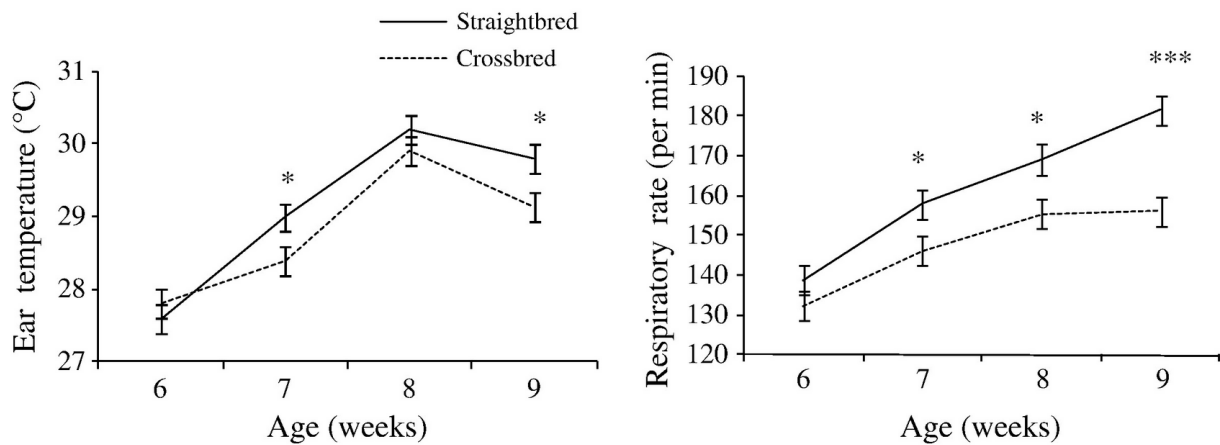 Straightbred
Crossbred
Ear temperature (°C)
31
30
29
28
27
*
*
6 7 8 9
Age (weeks)
Respiratory rate (per min)
190
180
170
160
150
140
130
120
*
*
***
6 7 8 9
Age (weeks)